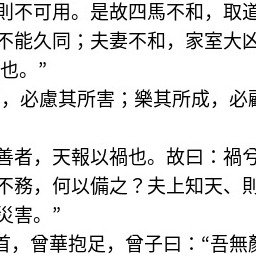 則不可用。是故四馬不和，取道
不能久同；夫妻不和，家室大凶
也。”
，必慮其所害；樂其所成，必顧
善者，天報以禍也。故曰：禍兮
不務，何以備之？夫上知天、則
災害。”
首，曾華抱足，曾子曰：“吾無顏